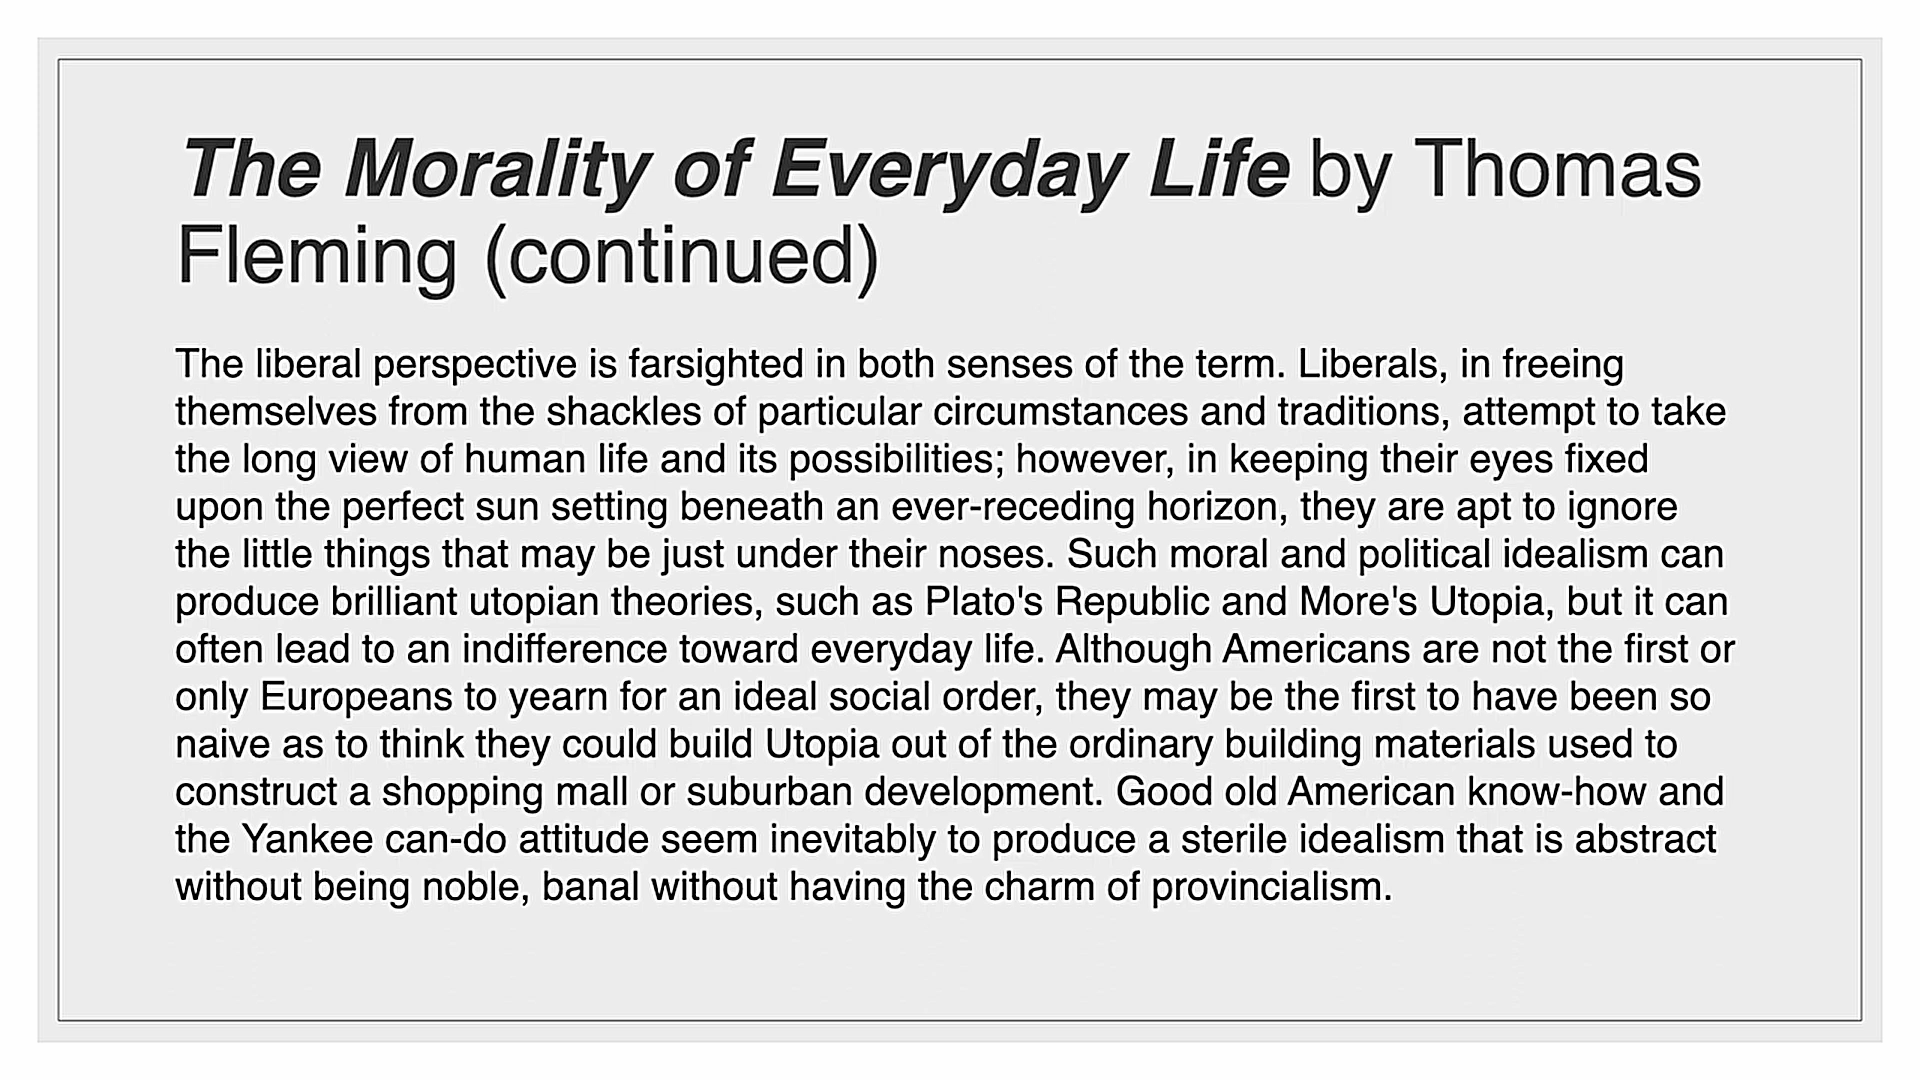 The Morality of Everyday Life by Thomas
Fleming (continued)
The liberal perspective is farsighted in both senses of the term. Liberals, in freeing
themselves from the shackles of particular circumstances and traditions, attempt to take
the long view of human life and its possibilities; however, in keeping their eyes fixed
upon the perfect sun setting beneath an ever-receding horizon, they are apt to ignore
the little things that may be just under their noses. Such moral and political idealism can
produce brilliant utopian theories, such as Plato's Republic and More's Utopia, but it can
often lead to an indifference toward everyday life. Although Americans are not the first or
only Europeans to yearn for an ideal social order, they may be the first to have been so
naive as to think they could build Utopia out of the ordinary building materials used to
construct a shopping mall or suburban development. Good old American know-how and
the Yankee can-do attitude seem inevitably to produce a sterile idealism that is abstract
without being noble, banal without having the charm of provincialism.